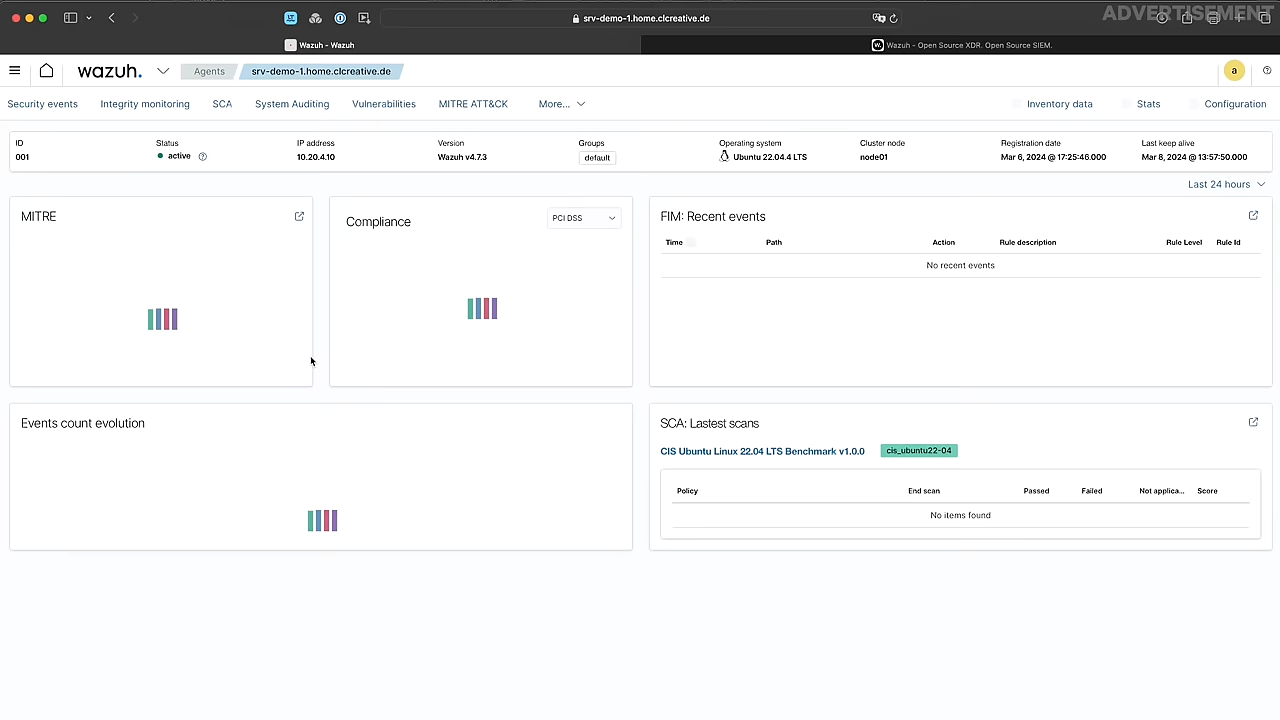 ADVERTISEMENT
srv-demo-1.home.clcreative.de
Wazuh - Wazuh
Wazuh - Open Source XDR. Open Source SIEM.
wazuh.
Agents
srv-demo-1.home.clcreative.de
a
Security events
Integrity monitoring
SCA
System Auditing
Vulnerabilities
MITRE ATT&CK
More...
Inventory data
Stats
Configuration
ID
001
Status
active
IP address
10.20.4.10
Version
Wazuh v4.7.3
Groups
default
Operating system
Ubuntu 22.04.4 LTS
Cluster node
node01
Registration date
Mar 6, 2024 @ 17:25:46.000
Last keep alive
Mar 8, 2024 @ 13:57:50.000
Last 24 hours
MITRE
Compliance
PCI DSS
FIM: Recent events
Time Path Action Rule description Rule Level Rule Id
No recent events
Events count evolution
SCA: Lastest scans
CIS Ubuntu Linux 22.04 LTS Benchmark v1.0.0
cis_ubuntu22-04
Policy End scan Passed Failed Not applica... Score
No items found